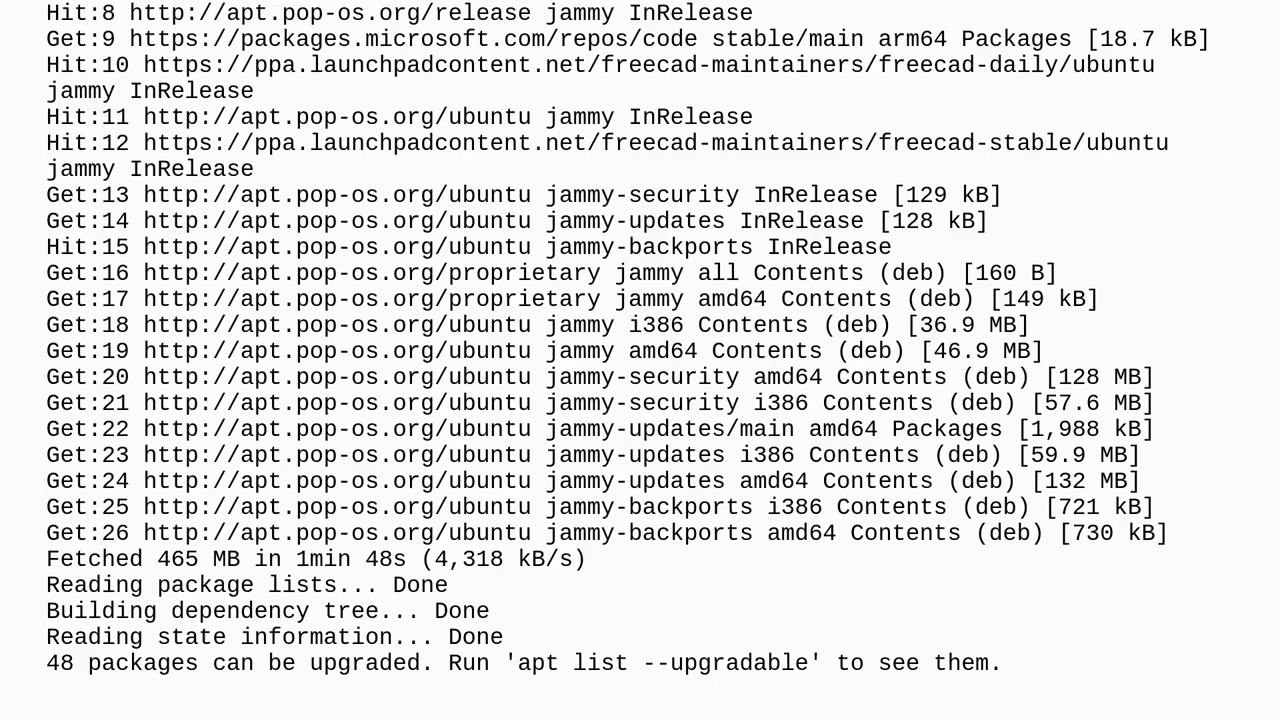 Hit:8 http://apt.pop-os.org/release jammy InRelease
Get:9 https://packages.microsoft.com/repos/code stable/main arm64 Packages [18.7 kB]
Hit:10 https://ppa.launchpadcontent.net/freecad-maintainers/freecad-daily/ubuntu
jammy InRelease
Hit:11 http://apt.pop-os.org/ubuntu jammy InRelease
Hit:12 https://ppa.launchpadcontent.net/freecad-maintainers/freecad-stable/ubuntu
jammy InRelease
Get:13 http://apt.pop-os.org/ubuntu jammy-security InRelease [129 kB]
Get:14 http://apt.pop-os.org/ubuntu jammy-updates InRelease [128 kB]
Hit:15 http://apt.pop-os.org/ubuntu jammy-backports InRelease
Get:16 http://apt.pop-os.org/proprietary jammy all Contents (deb) [160 B]
Get:17 http://apt.pop-os.org/proprietary jammy amd64 Contents (deb) [149 kB]
Get:18 http://apt.pop-os.org/ubuntu jammy i386 Contents (deb) [36.9 MB]
Get:19 http://apt.pop-os.org/ubuntu jammy amd64 Contents (deb) [46.9 MB]
Get:20 http://apt.pop-os.org/ubuntu jammy-security amd64 Contents (deb) [128 MB]
Get:21 http://apt.pop-os.org/ubuntu jammy-security i386 Contents (deb) [57.6 MB]
Get:22 http://apt.pop-os.org/ubuntu jammy-updates/main amd64 Packages [1,988 kB]
Get:23 http://apt.pop-os.org/ubuntu jammy-updates i386 Contents (deb) [59.9 MB]
Get:24 http://apt.pop-os.org/ubuntu jammy-updates amd64 Contents (deb) [132 MB]
Get:25 http://apt.pop-os.org/ubuntu jammy-backports i386 Contents (deb) [721 kB]
Get:26 http://apt.pop-os.org/ubuntu jammy-backports amd64 Contents (deb) [730 kB]
Fetched 465 MB in 1min 48s (4,318 kB/s)
Reading package lists... Done
Building dependency tree... Done
Reading state information... Done
48 packages can be upgraded. Run 'apt list --upgradable' to see them.